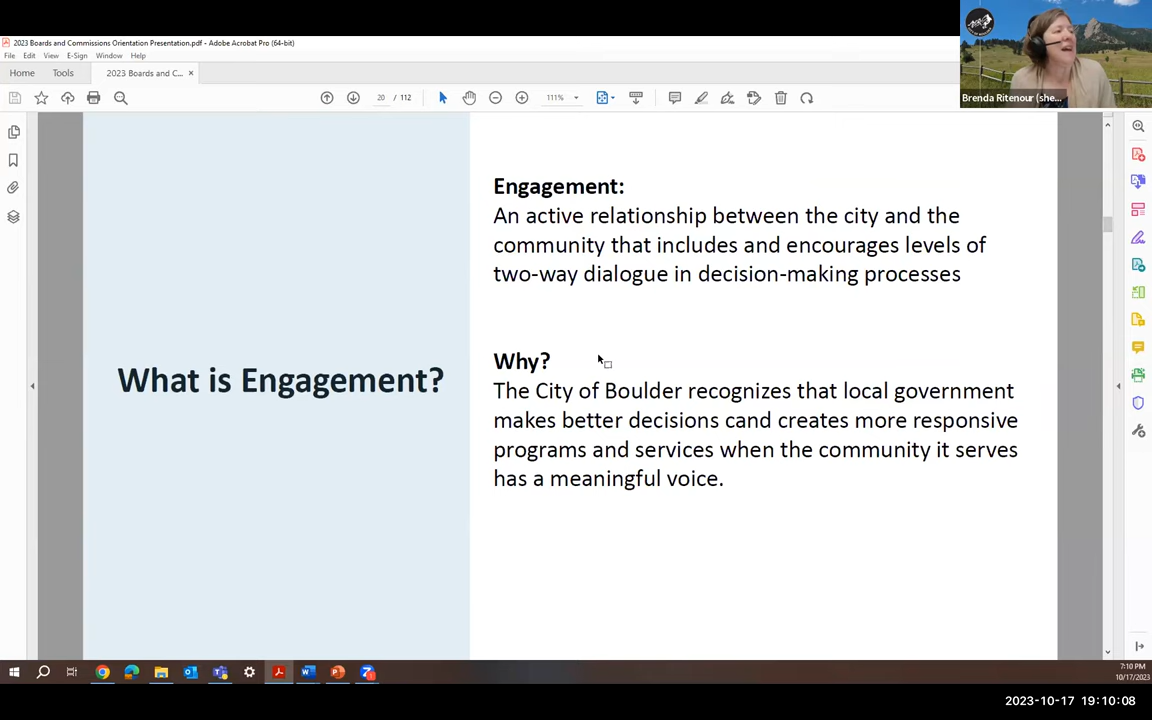 2023 Boards and Commissions Orientation Presentation.pdf - Adobe Acrobat Pro (64-bit)
File Edit View E-Sign Window Help
Home Tools 2023 Boards and C... ×
20 / 112 111%
Brenda Ritenour (she...
Engagement:
An active relationship between the city and the
community that includes and encourages levels of
two-way dialogue in decision-making processes
What is Engagement?
Why?
The City of Boulder recognizes that local government
makes better decisions cand creates more responsive
programs and services when the community it serves
has a meaningful voice.
7:10 PM
10/17/2023
2023-10-17 19:10:08